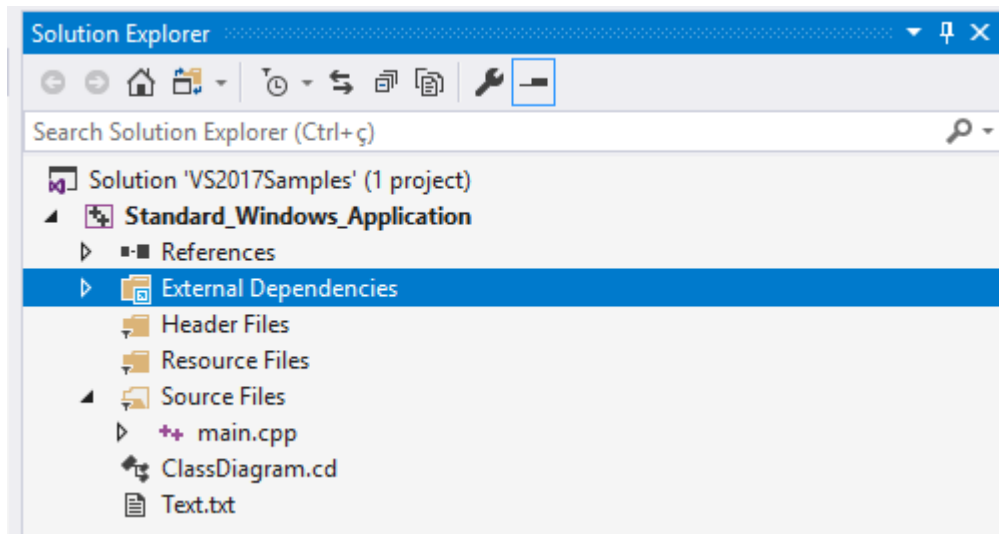 Solution Explorer
Search Solution Explorer (Ctrl+ç)
Solution 'VS2017Samples' (1 project)
Standard_Windows_Application
References
External Dependencies
Header Files
Resource Files
Source Files
main.cpp
ClassDiagram.cd
Text.txt